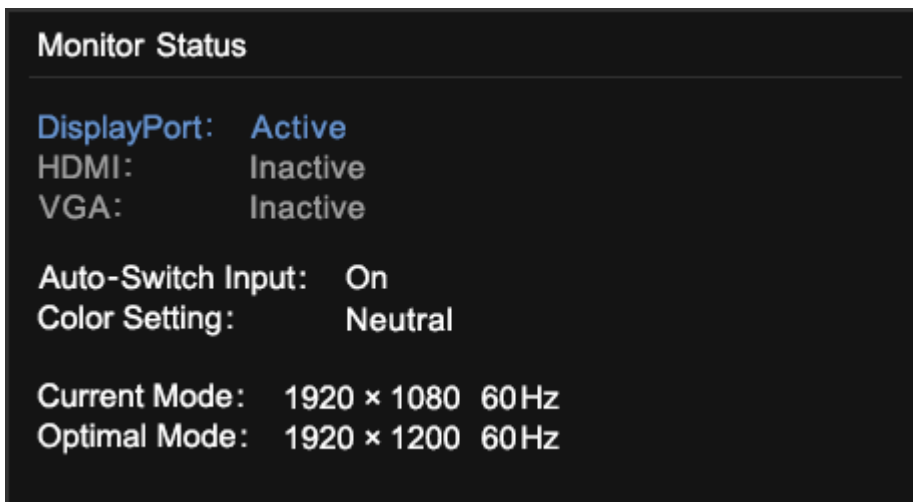 Monitor Status
DisplayPort: Active
HDMI: Inactive
VGA: Inactive
Auto-Switch Input: On
Color Setting: Neutral
Current Mode: 1920 × 1080 60Hz
Optimal Mode: 1920 × 1200 60Hz